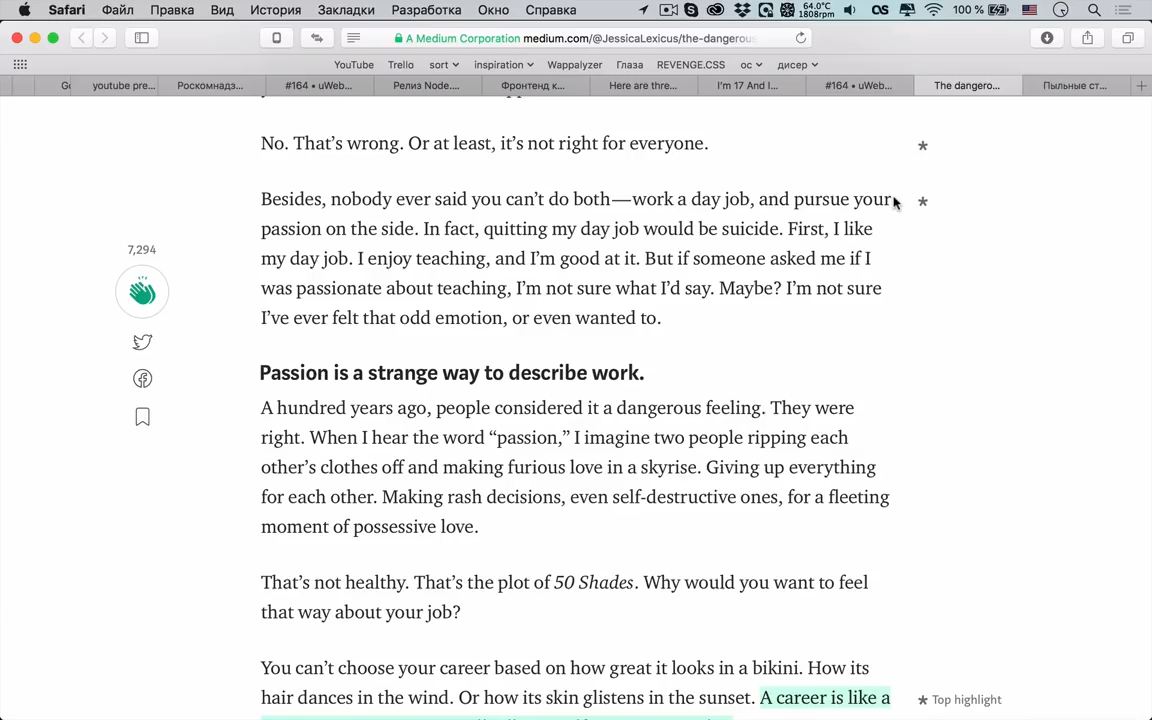 Safari Файл Правка Вид История Закладки Разработка Окно Справка 64.0°C 1808rpm 100 %
A Medium Corporation medium.com/@JessicaLexicus/the-dangerou
YouTube Trello sort inspiration Wappalyzer Глаза REVENGE.CSS ос дисер
Go youtube pre... Роскомнадз... #164 • uWeb... Релиз Node.... Фронтенд к... Here are thre... I'm 17 And I... #164 • uWeb... The dangero... Пыльные ст...
No. That's wrong. Or at least, it's not right for everyone.
Besides, nobody ever said you can't do both—work a day job, and pursue your
passion on the side. In fact, quitting my day job would be suicide. First, I like
my day job. I enjoy teaching, and I'm good at it. But if someone asked me if I
was passionate about teaching, I'm not sure what I'd say. Maybe? I'm not sure
I've ever felt that odd emotion, or even wanted to.
7,294
Passion is a strange way to describe work.
A hundred years ago, people considered it a dangerous feeling. They were
right. When I hear the word “passion,” I imagine two people ripping each
other's clothes off and making furious love in a skyrise. Giving up everything
for each other. Making rash decisions, even self-destructive ones, for a fleeting
moment of possessive love.
That's not healthy. That's the plot of 50 Shades. Why would you want to feel
that way about your job?
You can't choose your career based on how great it looks in a bikini. How its
hair dances in the wind. Or how its skin glistens in the sunset. A career is like a
Top highlight